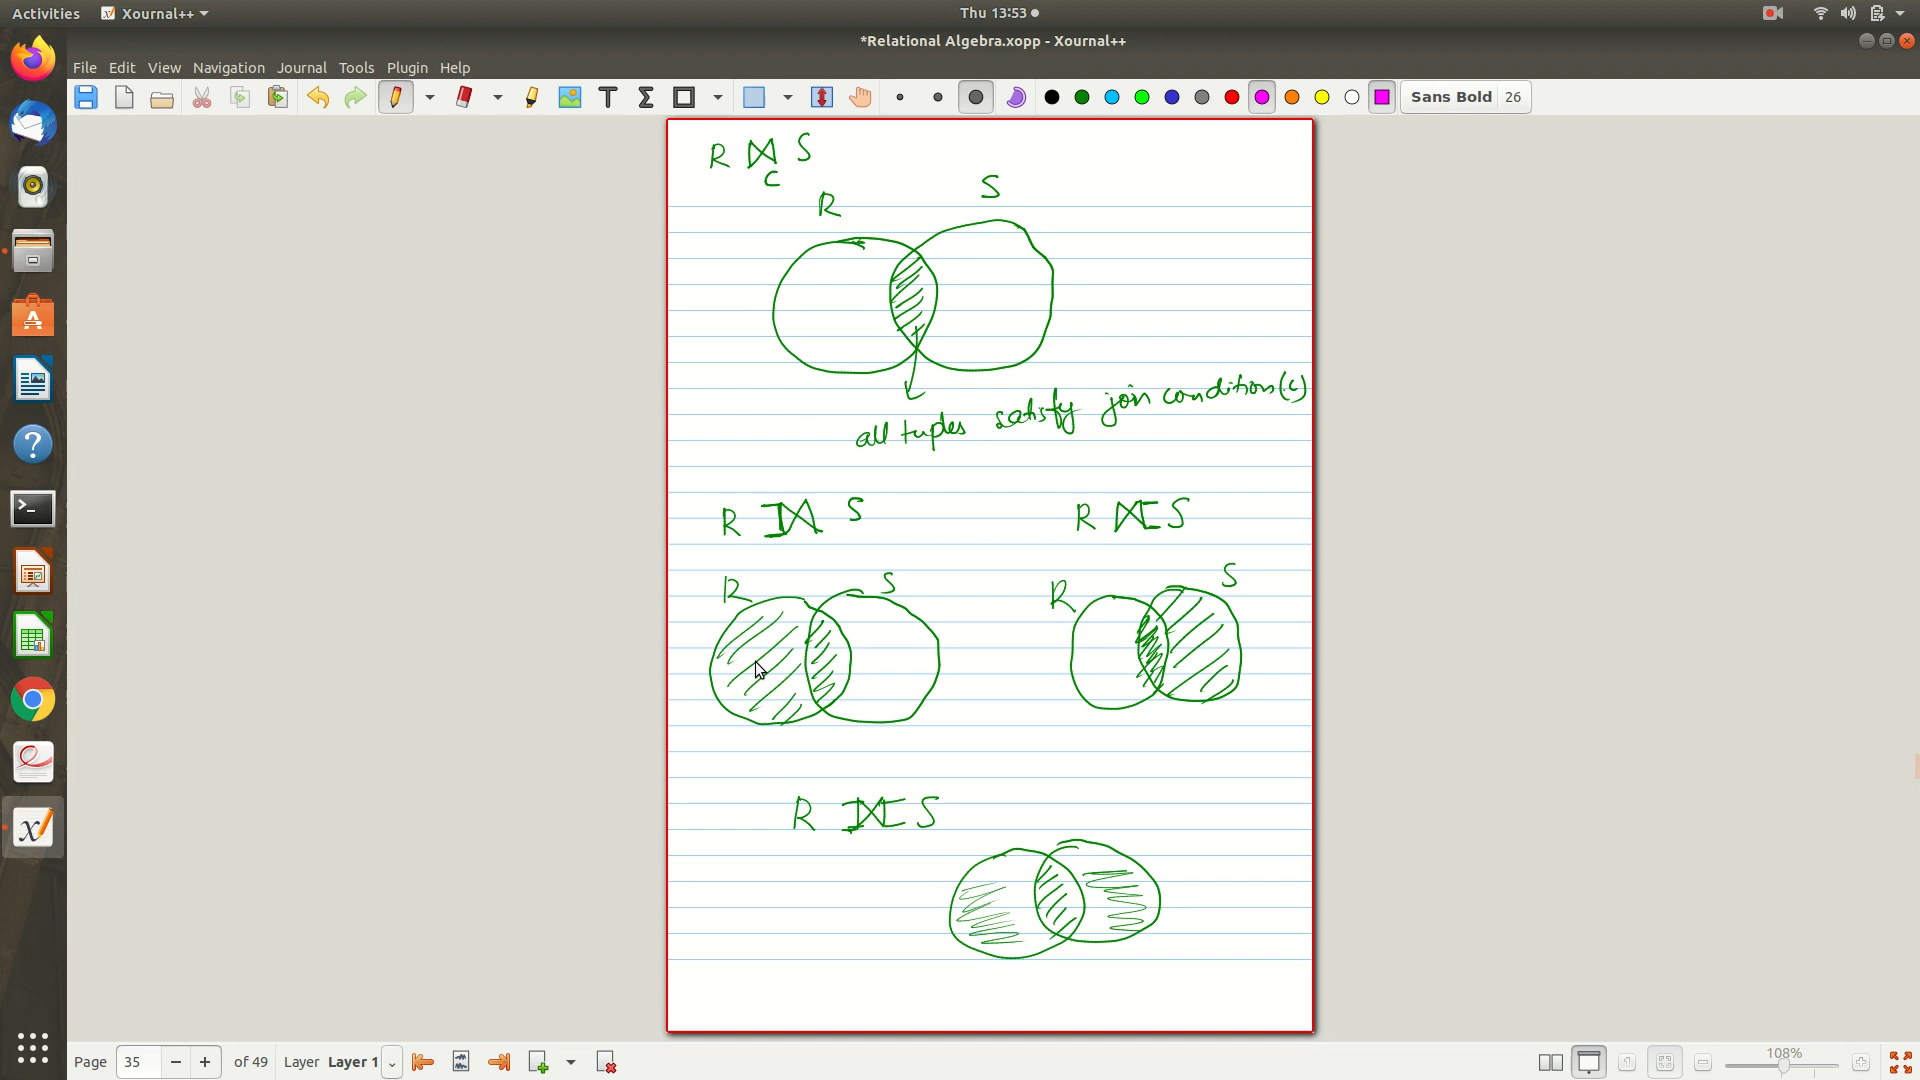 Activities Xournal++ Thu 13:53
*Relational Algebra.xopp - Xournal++
File Edit View Navigation Journal Tools Plugin Help
Sans Bold 26
R ⋈ S
C
R S
all tuples satisfy join condition(c)
R ⟕ S R ⟖ S
R S R S
R ⟗ S
Page 35 of 49 Layer Layer 1 108%